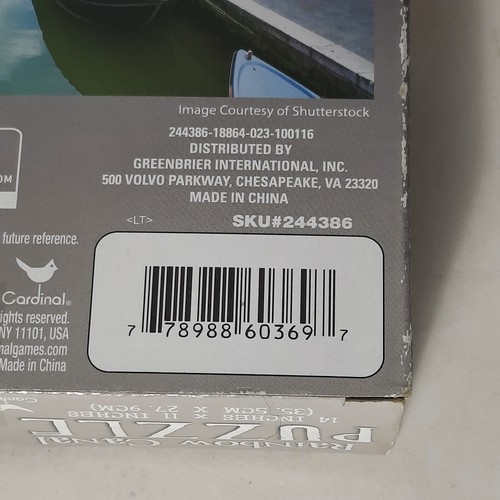 Image Courtesy of Shutterstock
244386-18864-023-100116
DISTRIBUTED BY
GREENBRIER INTERNATIONAL, INC.
500 VOLVO PARKWAY, CHESAPEAKE, VA 23320
MADE IN CHINA
<LT>
SKU#244386
OM
future reference.
Cardinal®
ights reserved.
NY 11101, USA
nalgames.com
Made in China
7 78988 60369 7
Rainbow Canal
PUZZLE
14 INCHES X 11 INCHES
(35.5CM X 27.9CM)